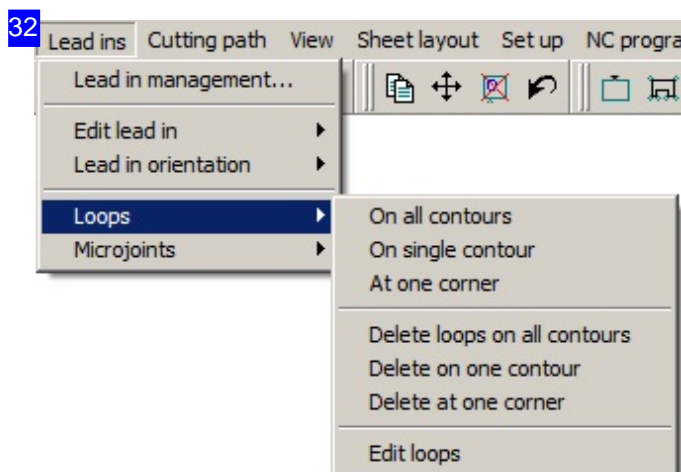 32
Lead ins Cutting path View Sheet layout Set up NC progra
Lead in management...
Edit lead in
Lead in orientation
Loops
Microjoints
On all contours
On single contour
At one corner
Delete loops on all contours
Delete on one contour
Delete at one corner
Edit loops